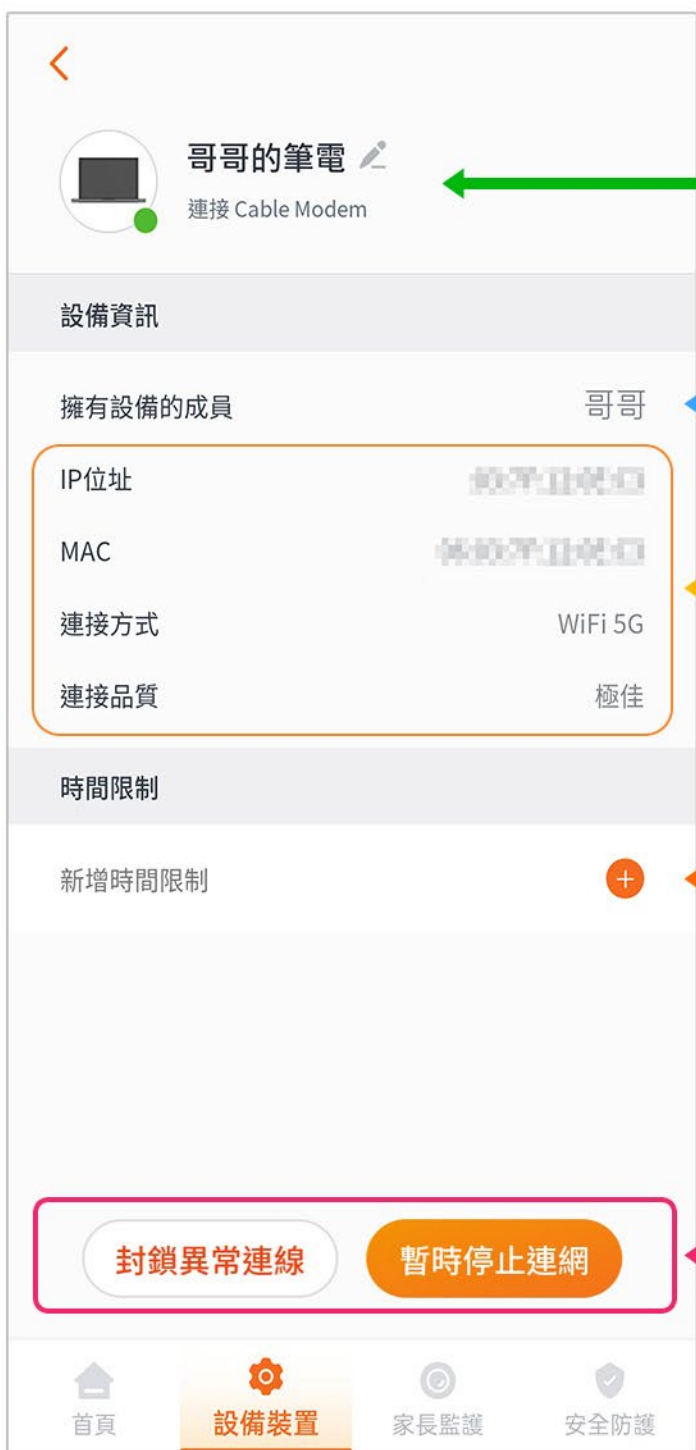 哥哥的筆電
連接 Cable Modem
設備資訊
擁有設備的成員 哥哥
IP位址
MAC
連接方式 WiFi 5G
連接品質 極佳
時間限制
新增時間限制
封鎖異常連線 暫時停止連網
首頁 設備裝置 家長監護 安全防護